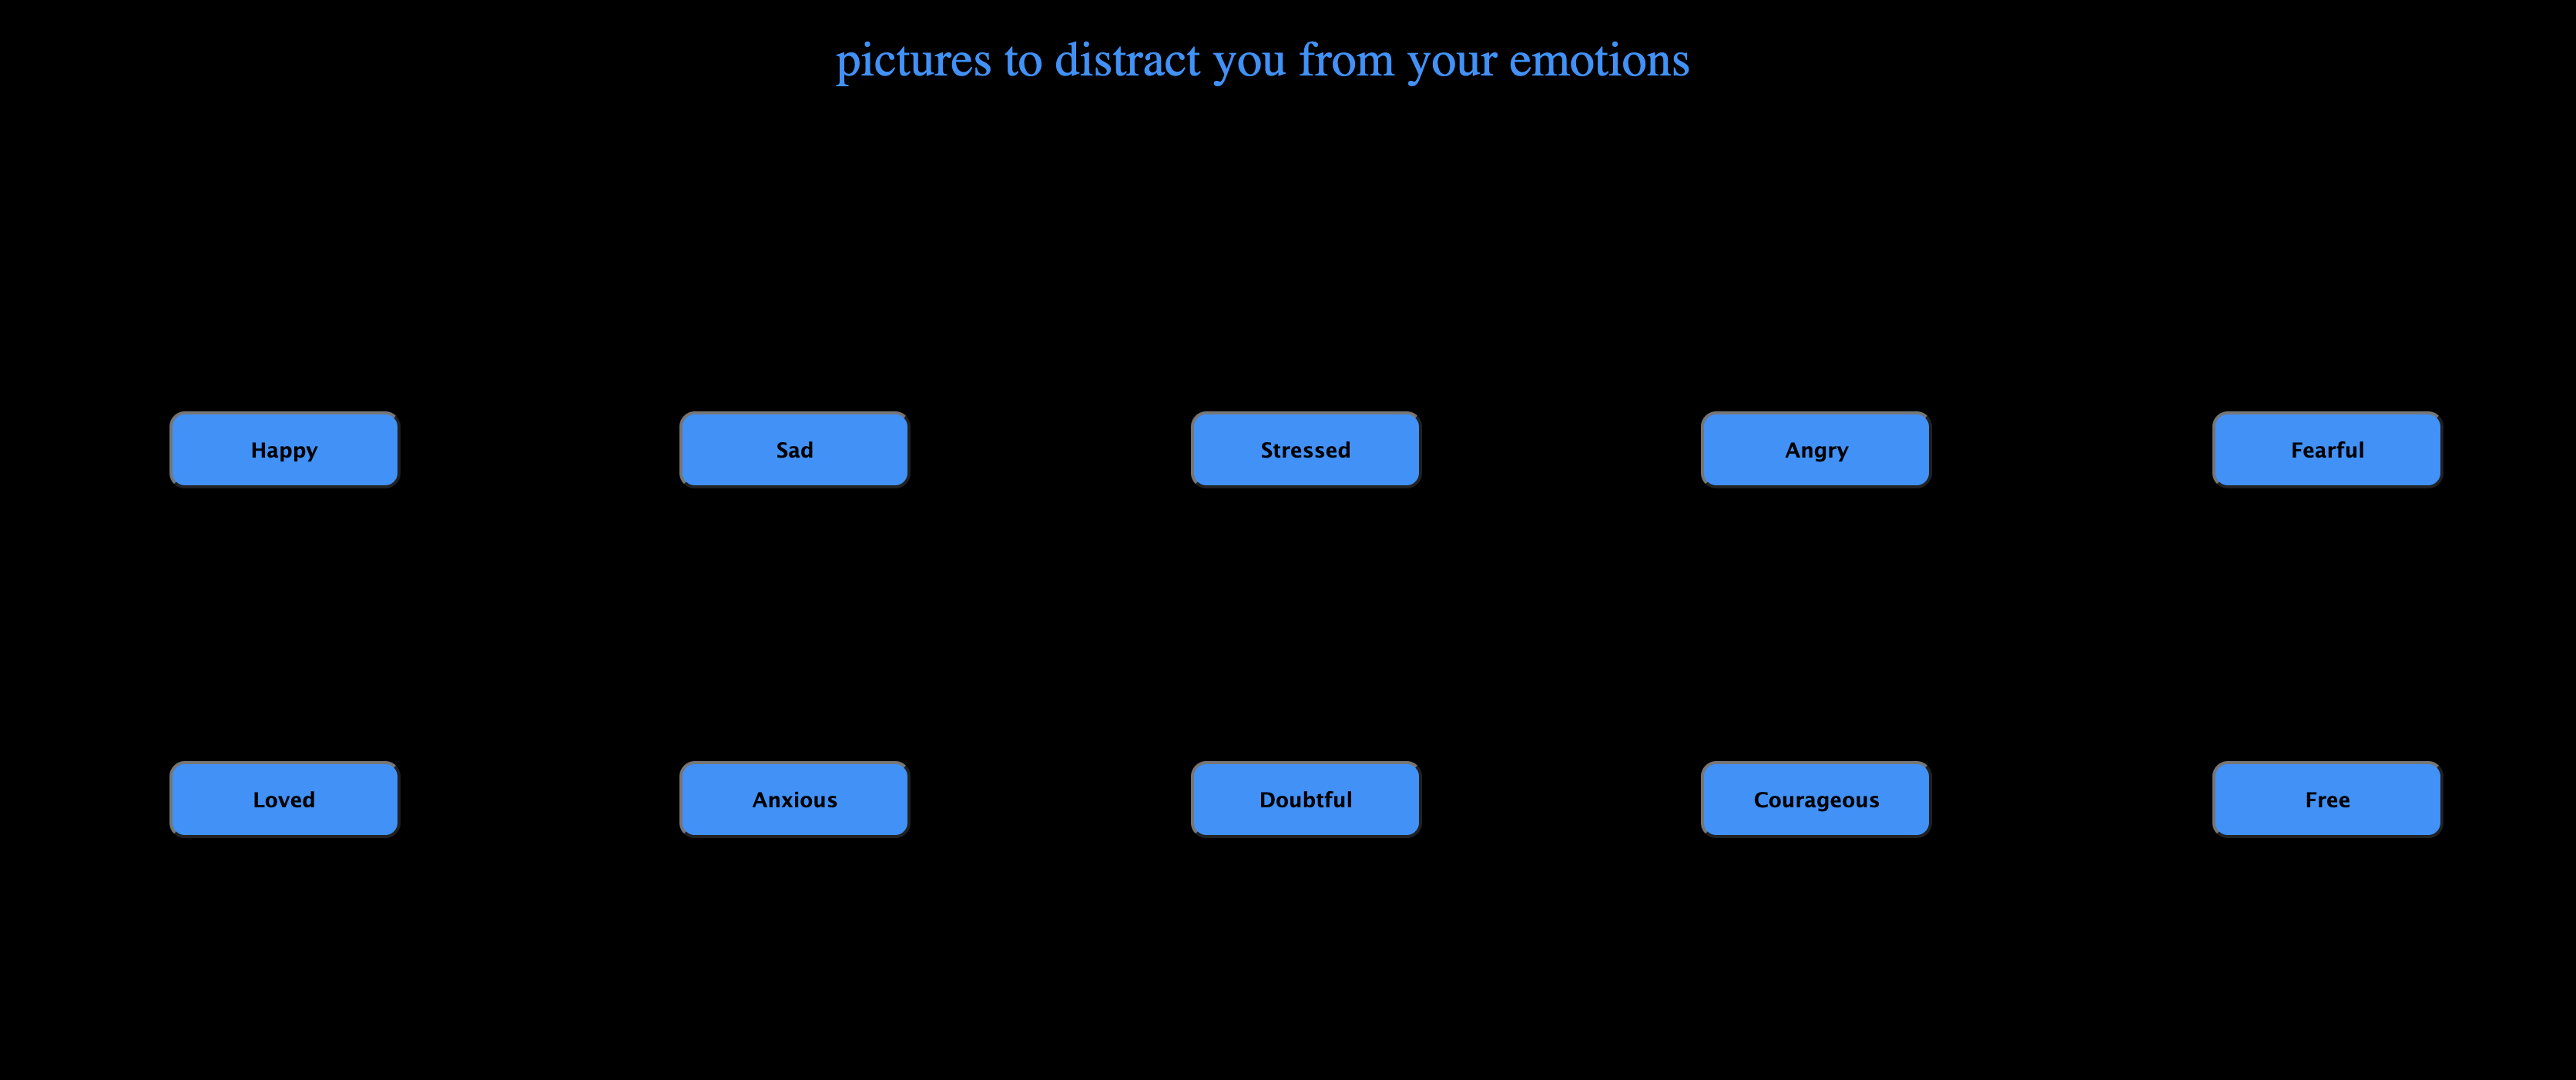 pictures to distract you from your emotions
Happy
Sad
Stressed
Angry
Fearful
Loved
Anxious
Doubtful
Courageous
Free